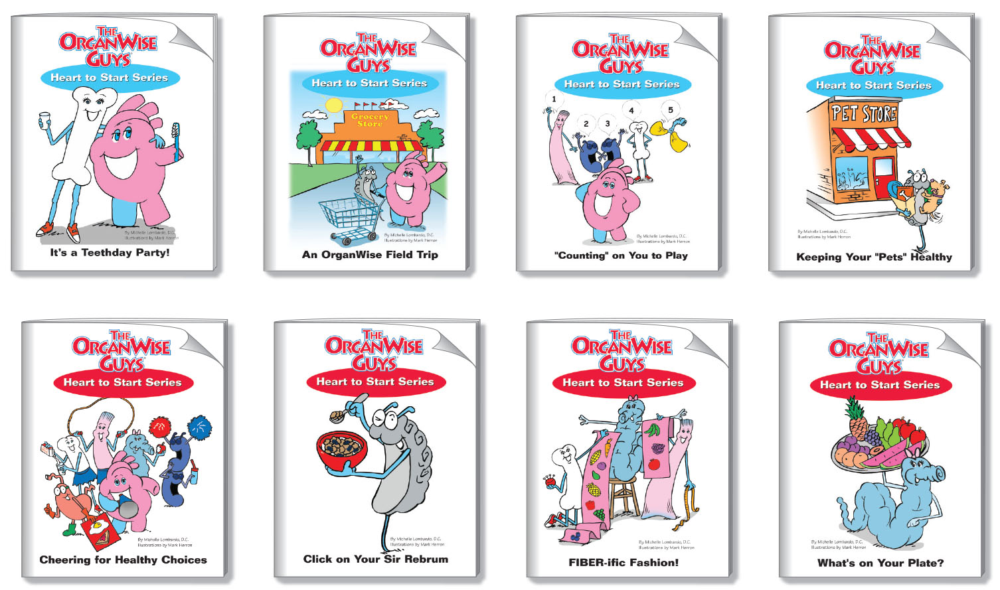 THE
ORGANWISE
GUYS
Heart to Start Series
By Michelle Lombardo, D.C.
Illustrations by Mark Herron
It's a Teethday Party!
THE
ORGANWISE
GUYS
Heart to Start Series
Grocery
Store
By Michelle Lombardo, D.C.
Illustrations by Mark Herron
An OrganWise Field Trip
THE
ORGANWISE
GUYS
Heart to Start Series
1
2
3
4
5
By Michelle Lombardo, D.C.
Illustrations by Mark Herron
"Counting" on You to Play
THE
ORGANWISE
GUYS
Heart to Start Series
PET STORE
By Michelle Lombardo, D.C.
Illustrations by Mark Herron
Keeping Your "Pets" Healthy
THE
ORGANWISE
GUYS
Heart to Start Series
By Michelle Lombardo, D.C.
Illustrations by Mark Herron
Cheering for Healthy Choices
THE
ORGANWISE
GUYS
Heart to Start Series
By Michelle Lombardo, D.C.
Illustrations by Mark Herron
Click on Your Sir Rebrum
THE
ORGANWISE
GUYS
Heart to Start Series
By Michelle Lombardo, D.C.
Illustrations by Mark Herron
FIBER-ific Fashion!
THE
ORGANWISE
GUYS
Heart to Start Series
By Michelle Lombardo, D.C.
Illustrations by Mark Herron
What's on Your Plate?